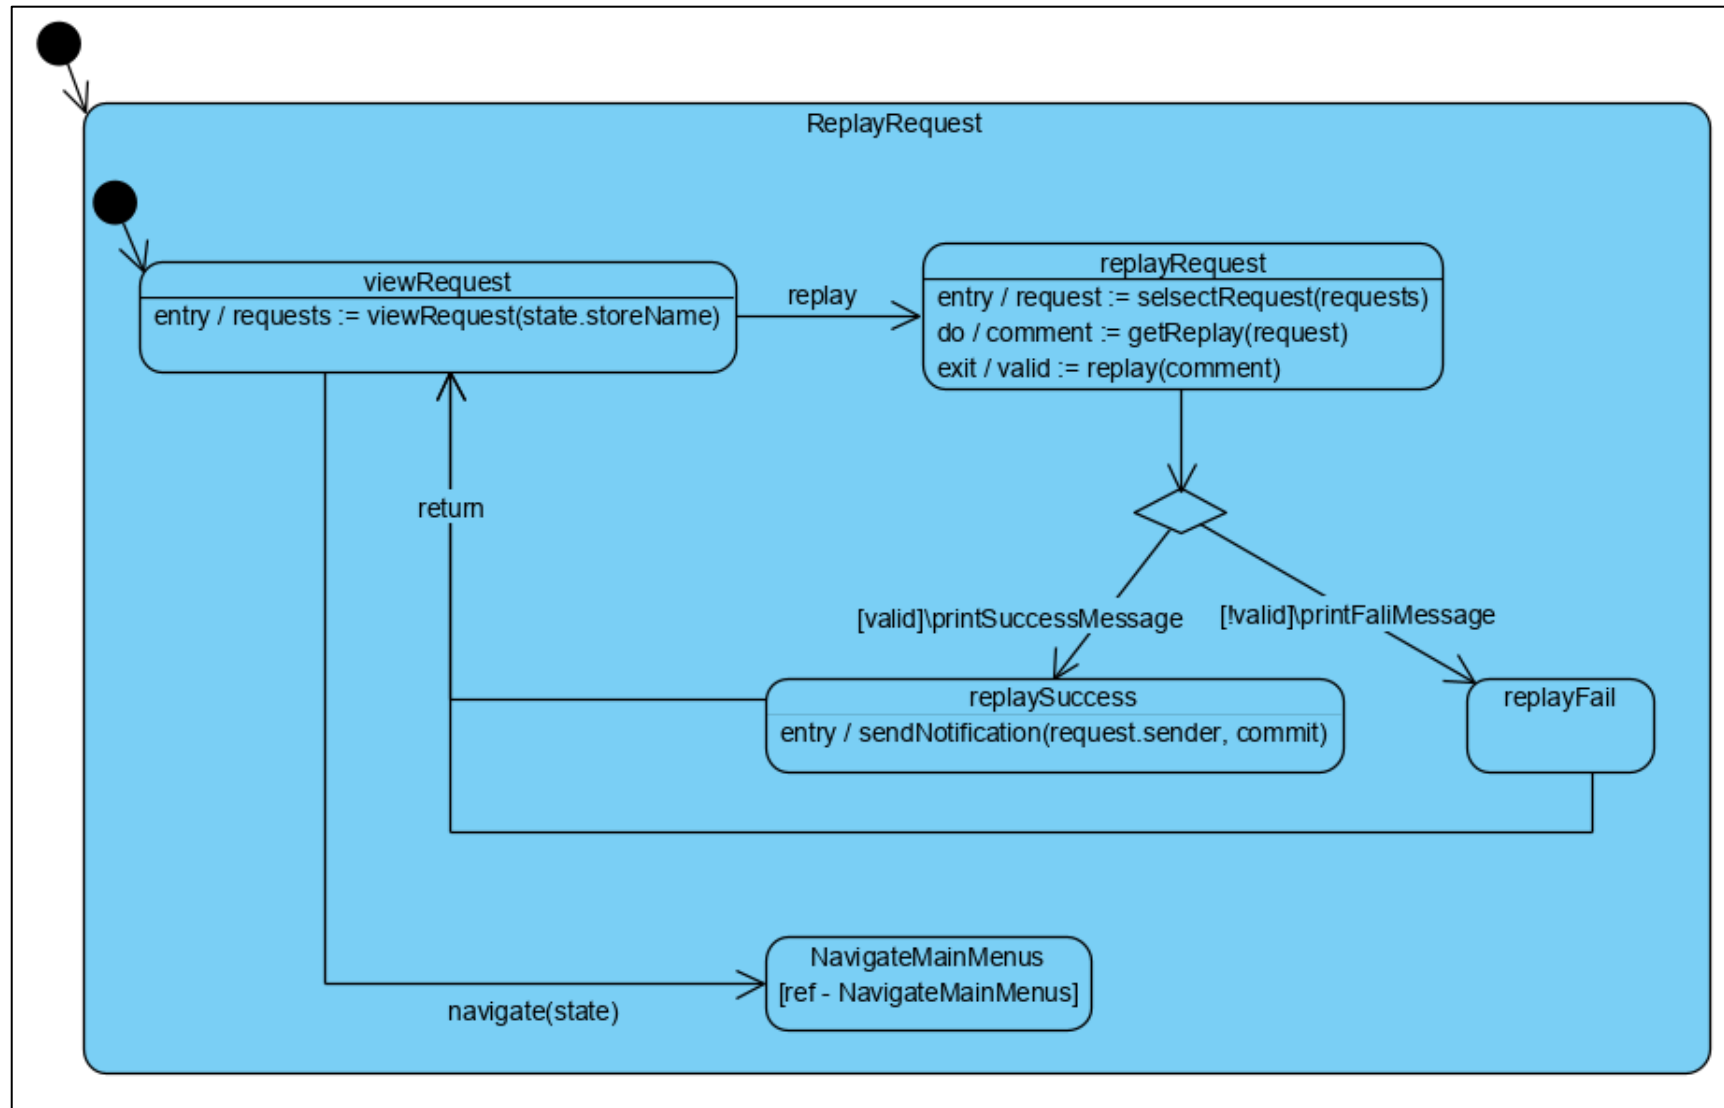 ReplayRequest
viewRequest
entry / requests := viewRequest(state.storeName)
replay
replayRequest
entry / request := selsectRequest(requests)
do / comment := getReplay(request)
exit / valid := replay(comment)
return
[valid]\printSuccessMessage
[!valid]\printFaliMessage
replaySuccess
entry / sendNotification(request.sender, commit)
replayFail
NavigateMainMenus
[ref - NavigateMainMenus]
navigate(state)